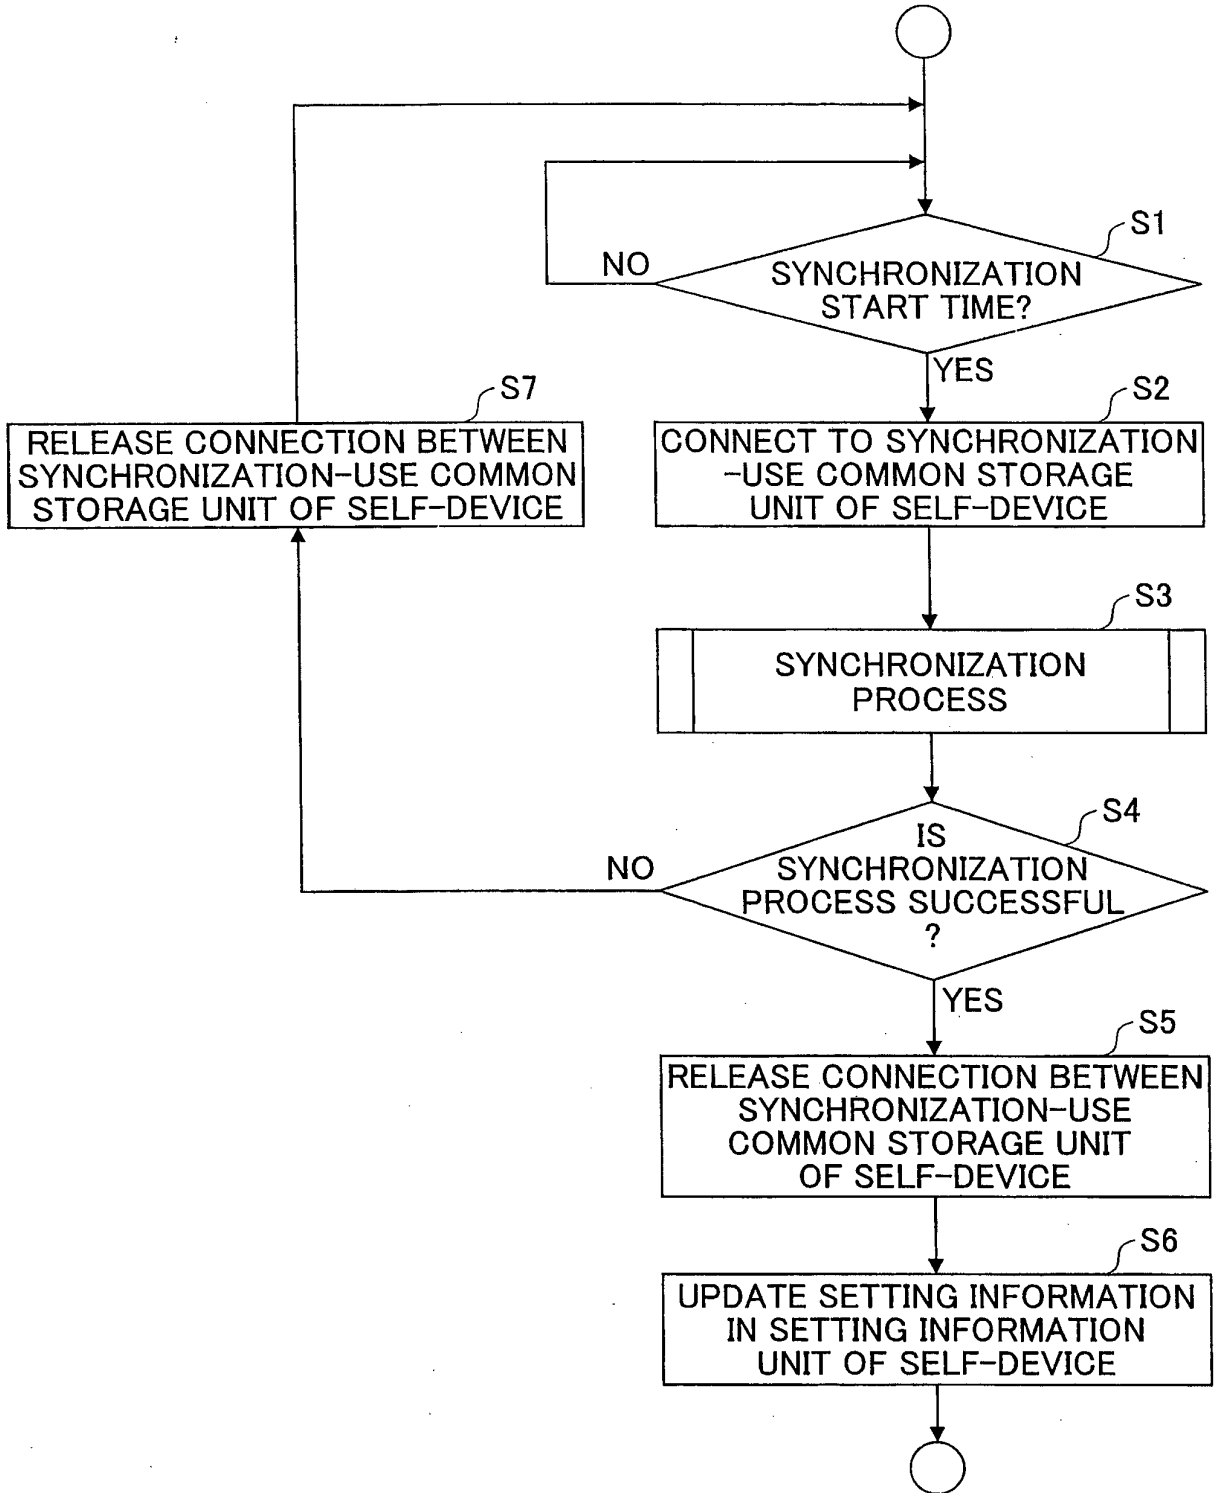 S1
SYNCHRONIZATION
START TIME?
NO
YES
S7
RELEASE CONNECTION BETWEEN
SYNCHRONIZATION-USE COMMON
STORAGE UNIT OF SELF-DEVICE
S2
CONNECT TO SYNCHRONIZATION
-USE COMMON STORAGE
UNIT OF SELF-DEVICE
S3
SYNCHRONIZATION
PROCESS
S4
IS
SYNCHRONIZATION
PROCESS SUCCESSFUL
?
NO
YES
S5
RELEASE CONNECTION BETWEEN
SYNCHRONIZATION-USE
COMMON STORAGE UNIT
OF SELF-DEVICE
S6
UPDATE SETTING INFORMATION
IN SETTING INFORMATION
UNIT OF SELF-DEVICE